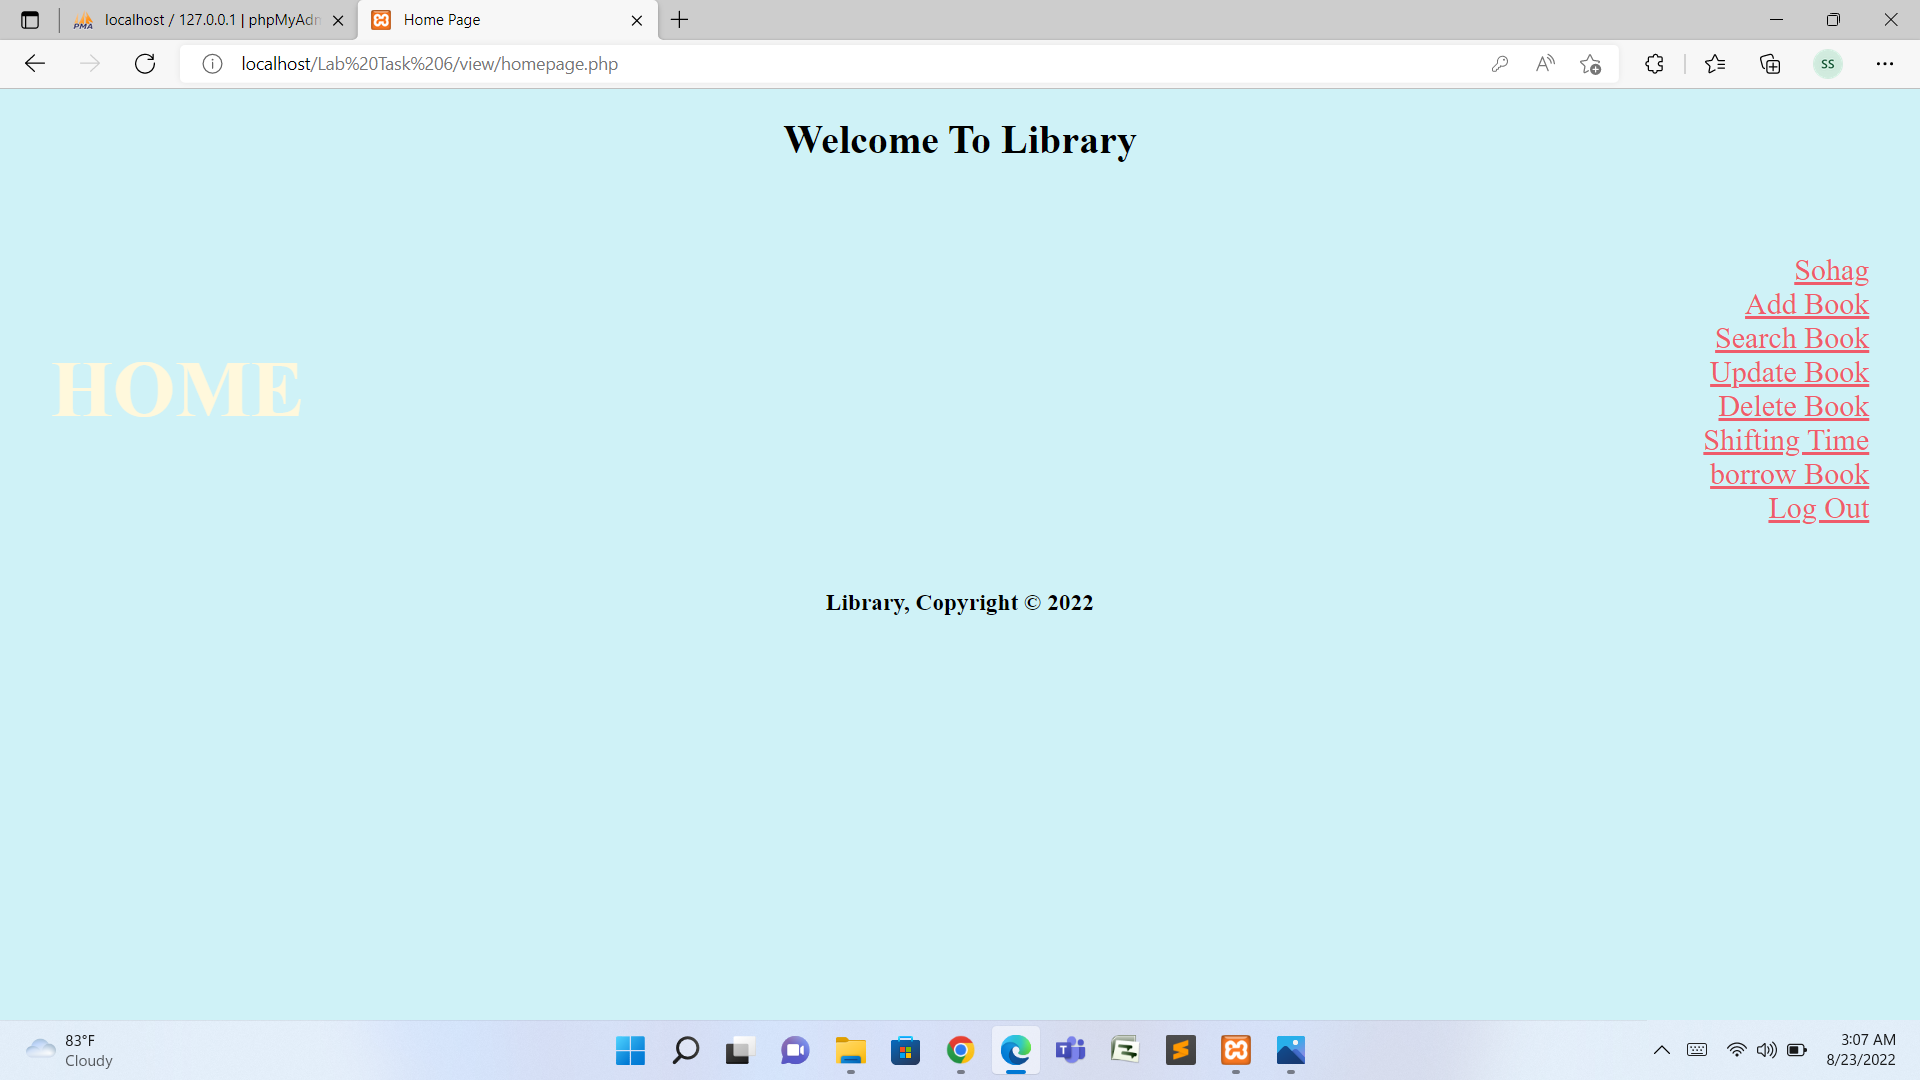 PMA localhost / 127.0.0.1 | phpMyAdm
Home Page
localhost/Lab%20Task%206/view/homepage.php
SS
Welcome To Library
Sohag
Add Book
Search Book
Update Book
Delete Book
Shifting Time
borrow Book
Log Out
HOME
Library, Copyright © 2022
83°F
Cloudy
3:07 AM
8/23/2022